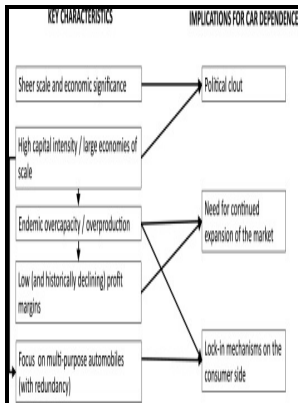 KEY CHARACTERISTICS
IMPLICATIONS FOR CAR DEPENDENCE
Sheer scale and economic significance
Political clout
High capital intensity / large economies of
scale
Endemic overcapacity / overproduction
Need for continued
expansion of the market
Low (and historically declining) profit
margins
Focus on multi-purpose automobiles
(with redundancy)
Lock-in mechanisms on the
consumer side